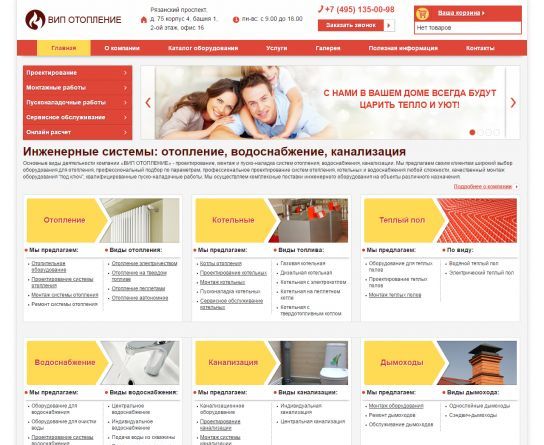 ВИП ОТОПЛЕНИЕ
Рязанский проспект,
д. 75 корпус 4, башня 1,
2-ой этаж, офис 16
пн-вс: с 9.00 до 18.00
+7 (495) 135-00-98
Заказать звонок
Ваша корзина
Нет товаров
Главная
О компании
Каталог оборудования
Услуги
Галерея
Полезная информация
Контакты
Проектирование
Монтажные работы
Пусконаладочные работы
Сервисное обслуживание
Онлайн расчет
С НАМИ В ВАШЕМ ДОМЕ ВСЕГДА БУДУТ
ЦАРИТЬ ТЕПЛО И УЮТ!
Инженерные системы: отопление, водоснабжение, канализация
Основные виды деятельности компании «ВИП ОТОПЛЕНИЕ» - проектирование, монтаж и пуско-наладка систем отопления, водоснабжения, канализации. Мы предлагаем своим клиентам широкий выбор
оборудования для отопления, профессиональный подбор по параметрам, профессиональное проектирование систем отопления, котельных и водоснабжения любой сложности, качественный монтаж
оборудования "под ключ", квалифицированные пуско-наладочные работы. Мы осуществляем комплексные поставки инженерного оборудования на объекты различного назначения.
Подробнее о компании
Отопление
Мы предлагаем:
Отопительное
оборудование
Проектирование системы
отопления
Монтаж системы отопления
Ремонт системы отопления
Виды отопления:
Отопление электричеством
Отопление на твердом
топливе
Отопление пеллетами
Отопление автономное
Котельные
Мы предлагаем:
Котлы отопления
Проектирование котельных
Монтаж котельных
Пусконаладка котельных
Сервисное обслуживание
котельных
Виды топлива:
Газовая котельная
Дизельная котельная
Котельная с электрокотлом
Котельная на пеллетном
котле
Котельная с
твердотопливным котлом
Теплый пол
Мы предлагаем:
Оборудование для теплых
полов
Проектирование теплых
полов
Монтаж теплых полов
По виду:
Водяной теплый пол
Электрический теплый пол
Водоснабжение
Мы предлагаем:
Оборудование для
водоснабжения
Оборудование для очистки
воды
Проектирование системы
водоснабжения
Виды водоснабжения:
Центральное
водоснабжение
Индивидуальное
водоснабжение
Подача воды из скважины
Канализация
Мы предлагаем:
Канализационное
оборудование
Проектирование
канализации
Монтаж системы
канализации
Виды канализации:
Индивидуальная
канализация
Центральная канализация
Дымоходы
Мы предлагаем:
Монтаж оборудования
Ремонт дымоходов
Обслуживание дымоходов
Виды дымохода:
Однослойные дымоходы
Сэндвич-дымоходы